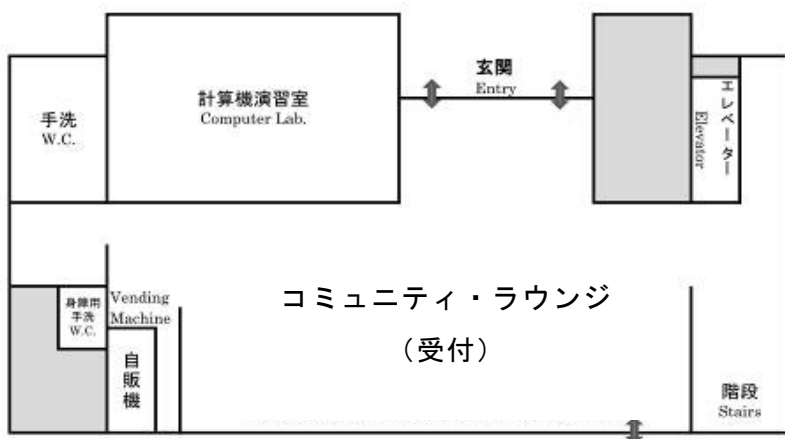 玄関
Entry
計算機演習室
Computer Lab.
手洗
W.C.
エレベーター
Elevator
コミュニティ・ラウンジ
(受付)
身障用
手洗
W.C.
Vending
Machine
自販機
階段
Stairs